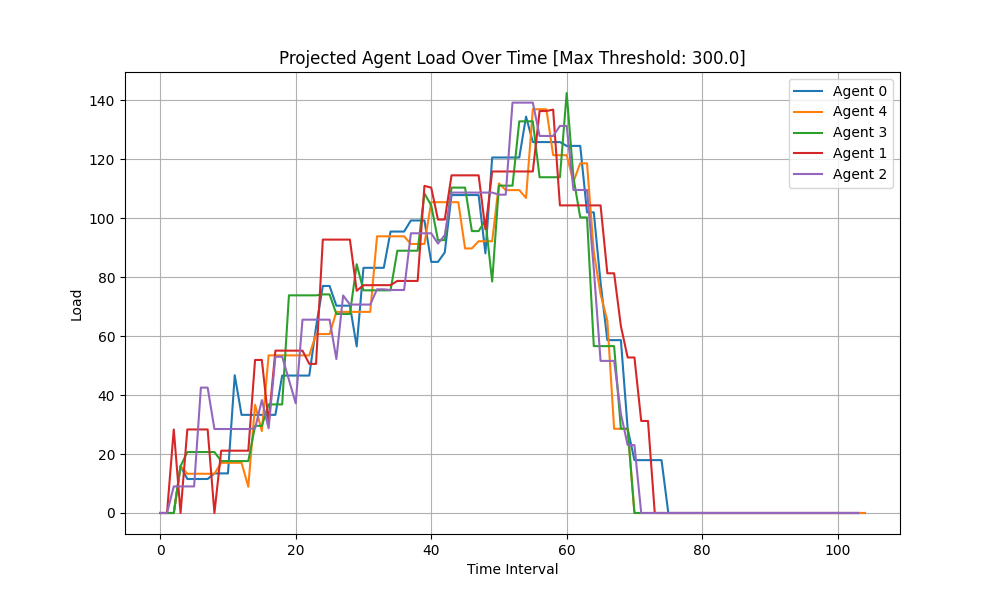 Projected Agent Load Over Time [Max Threshold: 300.0]
Agent 0
Agent 4
Agent 3
Agent 1
Agent 2
140
120
100
80
60
40
20
0
Load
0 20 40 60 80 100
Time Interval